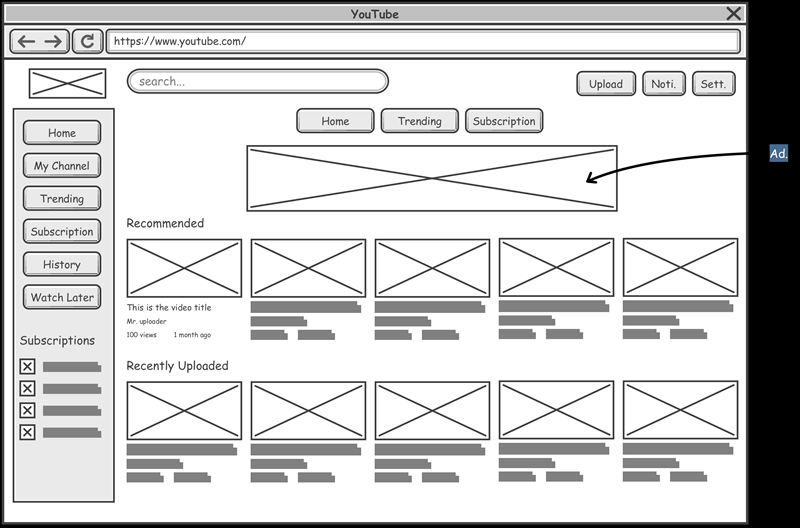 YouTube
https://www.youtube.com/
search...
Upload
Noti.
Sett.
Home
Trending
Subscription
Home
My Channel
Trending
Subscription
History
Watch Later
Subscriptions
Ad.
Recommended
This is the video title
Mr. uploader
100 views 1 month ago
Recently Uploaded